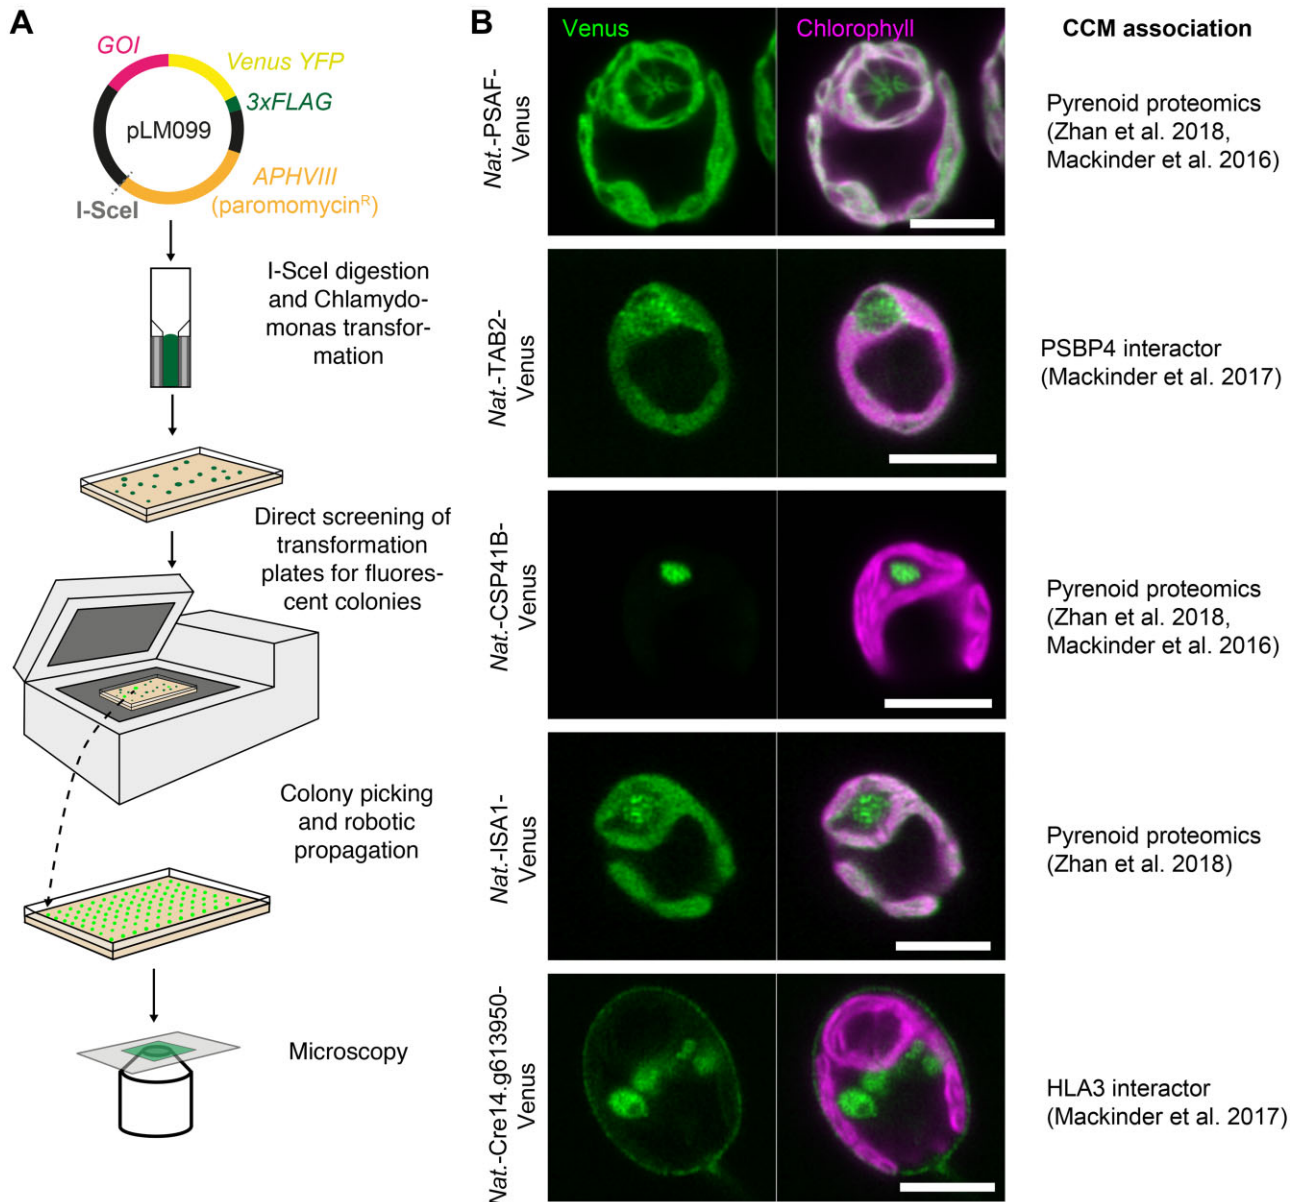 A
GOI
Venus YFP
3xFLAG
pLM099
APHVIII
(paromomycinᴿ)
I-SceI
I-SceI digestion
and Chlamydo-
monas transfor-
mation
Direct screening of
transformation
plates for fluores-
cent colonies
Colony picking
and robotic
propagation
Microscopy
B
Venus
Chlorophyll
CCM association
Nat.-PSAF-
Venus
Pyrenoid proteomics
(Zhan et al. 2018,
Mackinder et al. 2016)
Nat.-TAB2-
Venus
PSBP4 interactor
(Mackinder et al. 2017)
Nat.-CSP41B-
Venus
Pyrenoid proteomics
(Zhan et al. 2018,
Mackinder et al. 2016)
Nat.-ISA1-
Venus
Pyrenoid proteomics
(Zhan et al. 2018)
Nat.-Cre14.g613950-
Venus
HLA3 interactor
(Mackinder et al. 2017)